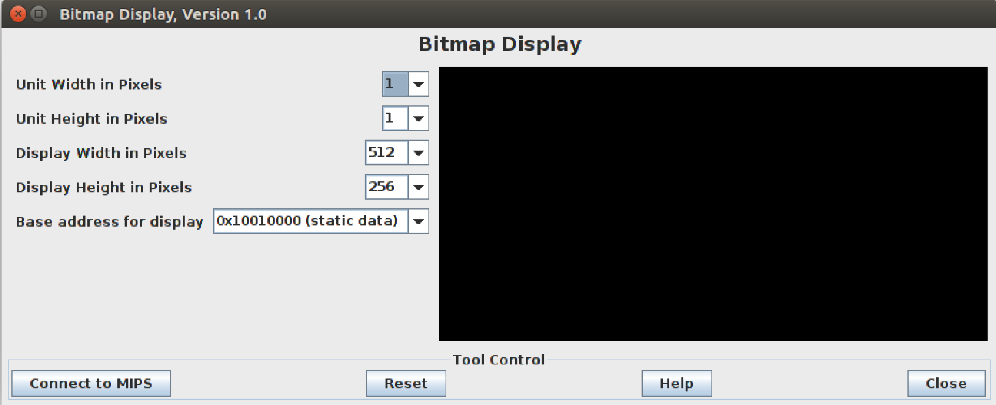 Bitmap Display, Version 1.0
Bitmap Display
Unit Width in Pixels 1
Unit Height in Pixels 1
Display Width in Pixels 512
Display Height in Pixels 256
Base address for display 0x10010000 (static data)
Tool Control
Connect to MIPS Reset Help Close